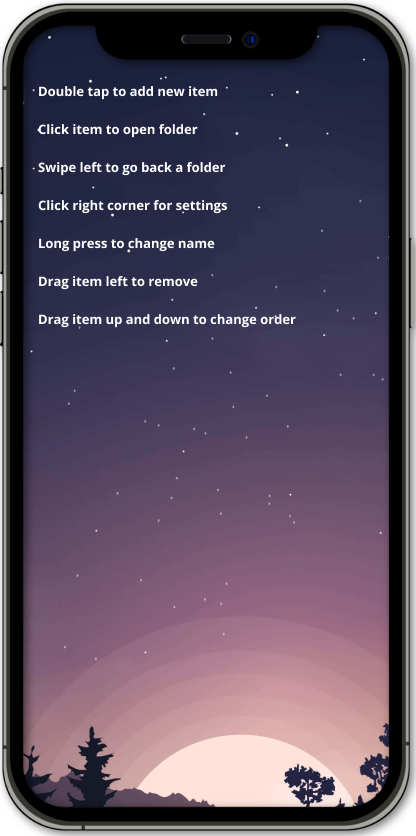 Double tap to add new item
Click item to open folder
Swipe left to go back a folder
Click right corner for settings
Long press to change name
Drag item left to remove
Drag item up and down to change order